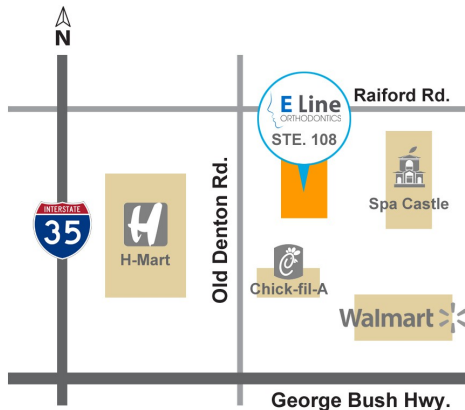 N
Raiford Rd.
E Line
ORTHODONTICS
STE. 108
Old Denton Rd.
INTERSTATE
35
H
H-Mart
Spa Castle
Chick-fil-A
Walmart
George Bush Hwy.